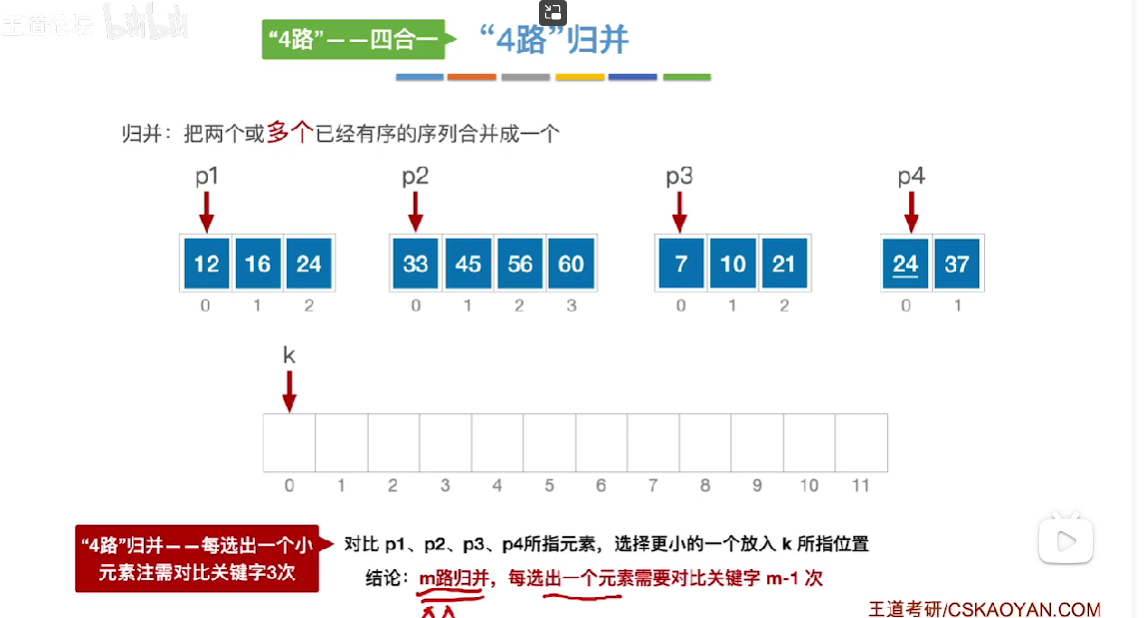 王道论坛 bilibili
“4路”——四合一
“4路”归并
归并：把两个或多个已经有序的序列合并成一个
p1 p2 p3 p4
12 16 24 33 45 56 60 7 10 21 24 37
0 1 2 0 1 2 3 0 1 2 0 1
k
0 1 2 3 4 5 6 7 8 9 10 11
“4路”归并——每选出一个小
元素注需对比关键字3次
对比 p1、p2、p3、p4所指元素，选择更小的一个放入 k 所指位置
结论：m路归并，每选出一个元素需要对比关键字 m-1 次
王道考研/CSKAOYAN.COM